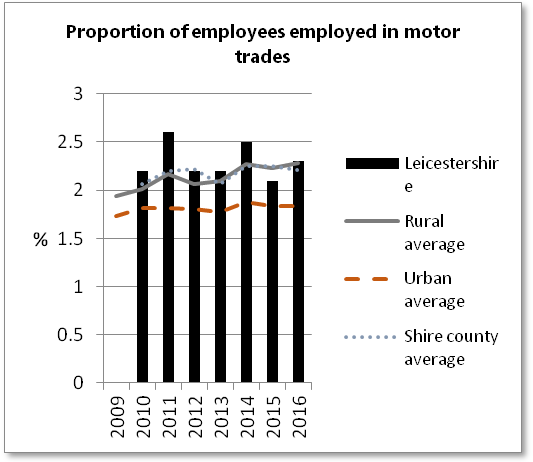 Proportion of employees employed in motor
trades
3
2.5
2
1.5
1
0.5
0
%
2009
2010
2011
2012
2013
2014
2015
2016
Leicestershir
e
Rural
average
Urban
average
Shire county
average